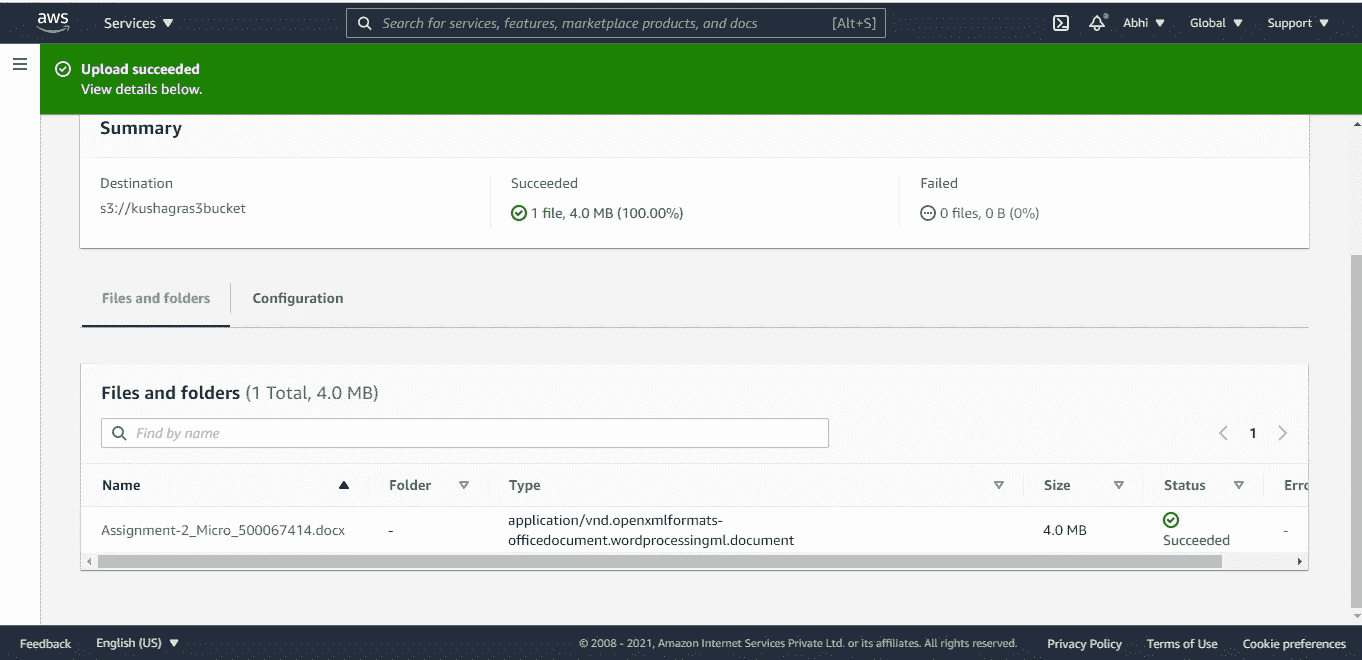 aws Services Search for services, features, marketplace products, and docs [Alt+S] Abhi Global Support
Upload succeeded
View details below.
Summary
Destination Succeeded Failed
s3://kushagras3bucket 1 file, 4.0 MB (100.00%) 0 files, 0 B (0%)
Files and folders Configuration
Files and folders (1 Total, 4.0 MB)
Find by name 1
Name Folder Type Size Status Erro
Assignment-2_Micro_500067414.docx - application/vnd.openxmlformats- 4.0 MB -
officedocument.wordprocessingml.document Succeeded
Feedback English (US) © 2008 - 2021, Amazon Internet Services Private Ltd. or its affiliates. All rights reserved. Privacy Policy Terms of Use Cookie preferences